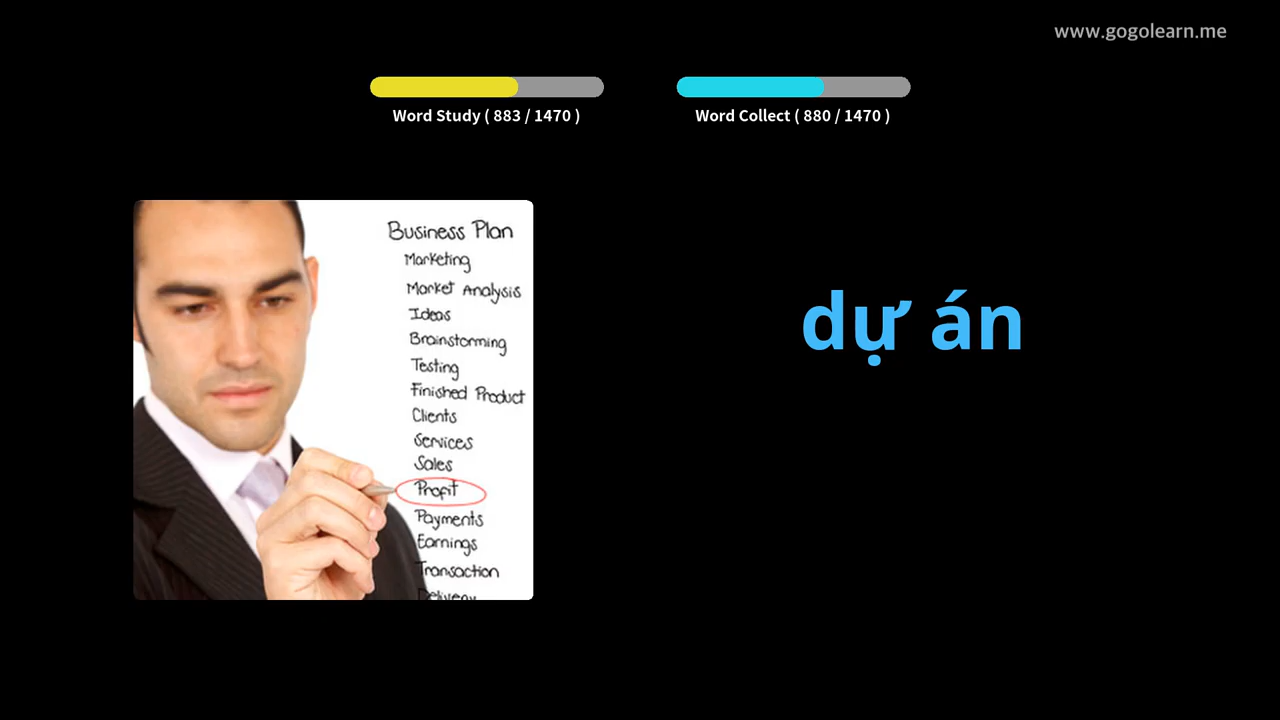 www.gogolearn.me
Word Study ( 883 / 1470 )
Word Collect ( 880 / 1470 )
Business Plan
Marketing
Market Analysis
Ideas
Brainstorming
Testing
Finished Product
Clients
Services
Sales
Profit
Payments
Earnings
Transaction
Delivery
dự án